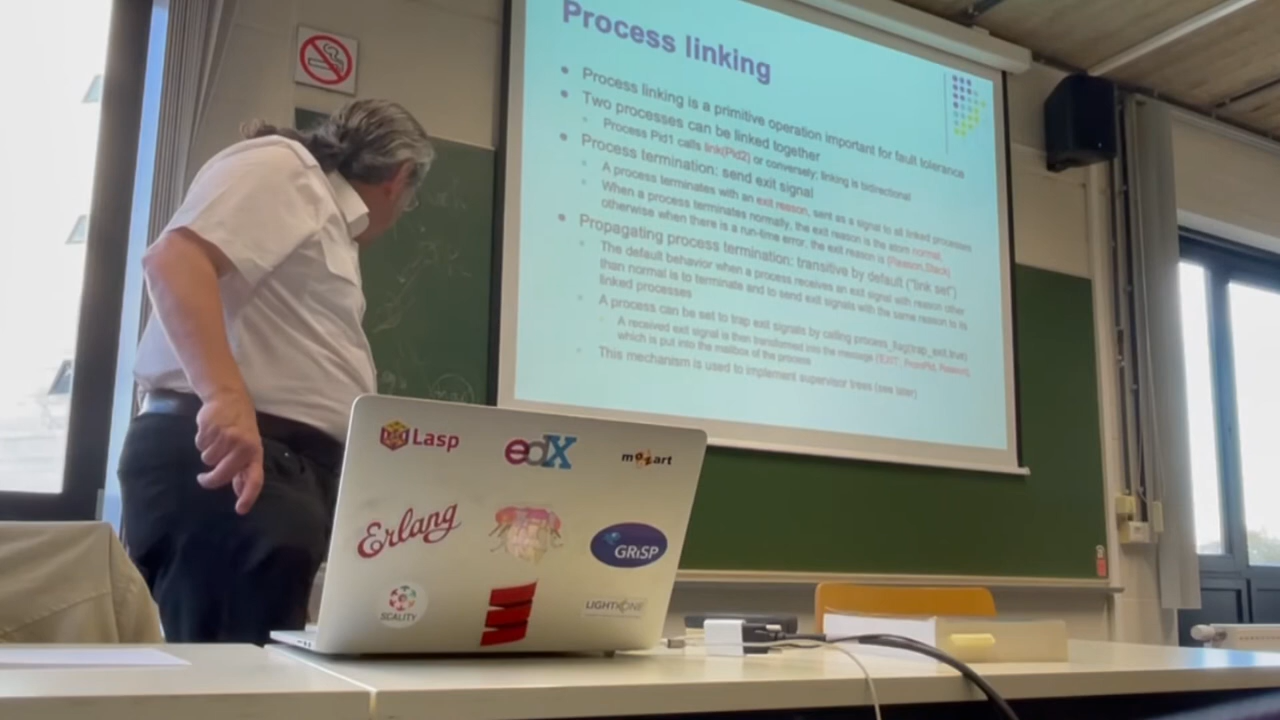 Process linking
Process linking is a primitive operation important for fault tolerance
Two processes can be linked together
Process Pid1 calls link(Pid2) or conversely; linking is bidirectional
Process termination: send exit signal
A process terminates with an exit reason, sent as a signal to all linked processes
When a process terminates normally, the exit reason is the atom normal,
otherwise when there is a run-time error, the exit reason is {Reason,Stack}
Propagating process termination: transitive by default ("link set")
The default behavior when a process receives an exit signal with reason other
than normal is to terminate and to send exit signals with the same reason to its
linked processes
A process can be set to trap exit signals by calling process_flag(trap_exit,true)
A received exit signal is then transformed into the message {'EXIT', FromPid, Reason},
which is put into the mailbox of the process
This mechanism is used to implement supervisor trees (see later)
Lasp
edX
mozart
Erlang
GRiSP
SCALITY
LIGHTKONE